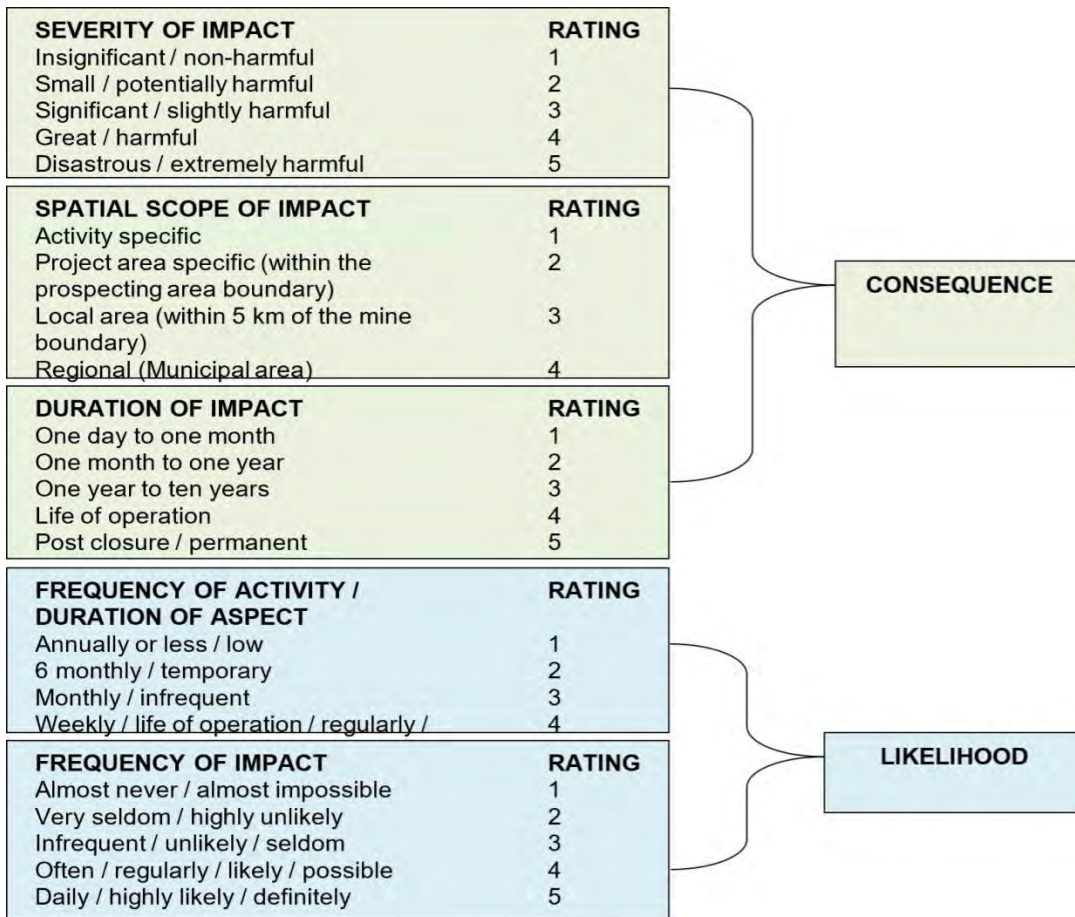 SEVERITY OF IMPACT RATING
Insignificant / non-harmful 1
Small / potentially harmful 2
Significant / slightly harmful 3
Great / harmful 4
Disastrous / extremely harmful 5
SPATIAL SCOPE OF IMPACT RATING
Activity specific 1
Project area specific (within the 2
prospecting area boundary)
Local area (within 5 km of the mine 3
boundary)
Regional (Municipal area) 4
DURATION OF IMPACT RATING
One day to one month 1
One month to one year 2
One year to ten years 3
Life of operation 4
Post closure / permanent 5
CONSEQUENCE
FREQUENCY OF ACTIVITY / RATING
DURATION OF ASPECT
Annually or less / low 1
6 monthly / temporary 2
Monthly / infrequent 3
Weekly / life of operation / regularly / 4
FREQUENCY OF IMPACT RATING
Almost never / almost impossible 1
Very seldom / highly unlikely 2
Infrequent / unlikely / seldom 3
Often / regularly / likely / possible 4
Daily / highly likely / definitely 5
LIKELIHOOD